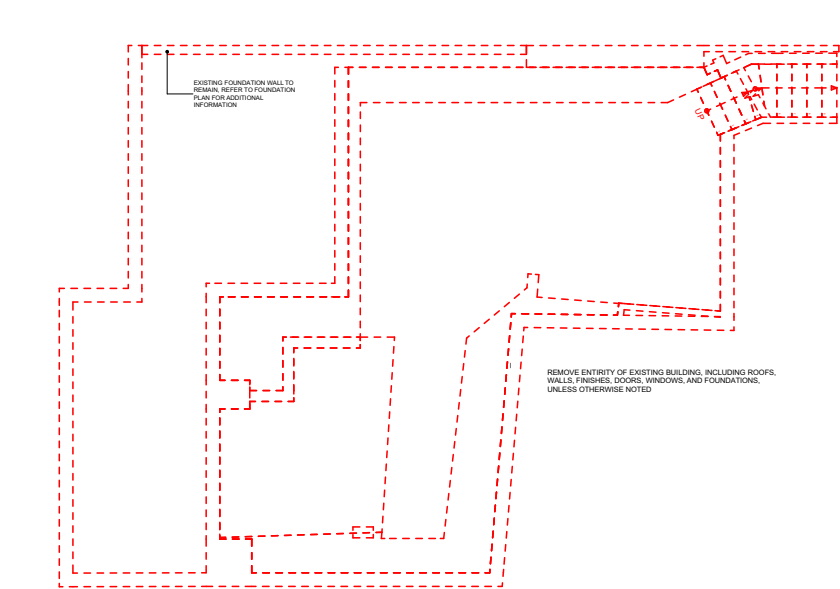 EXISTING FOUNDATION WALL TO
REMAIN, REFER TO FOUNDATION
PLAN FOR ADDITIONAL
INFORMATION
UP
REMOVE ENTIRITY OF EXISTING BUILDING, INCLUDING ROOFS,
WALLS, FINISHES, DOORS, WINDOWS, AND FOUNDATIONS,
UNLESS OTHERWISE NOTED